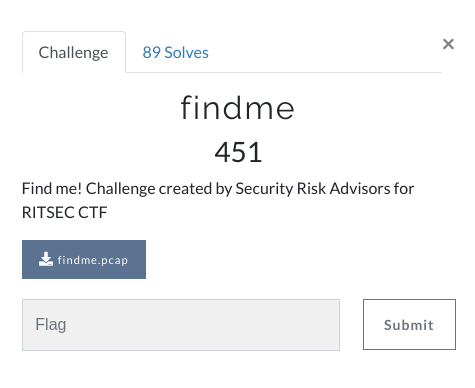 Challenge
89 Solves
×
findme
451
Find me! Challenge created by Security Risk Advisors for
RITSEC CTF
findme.pcap
Flag
Submit